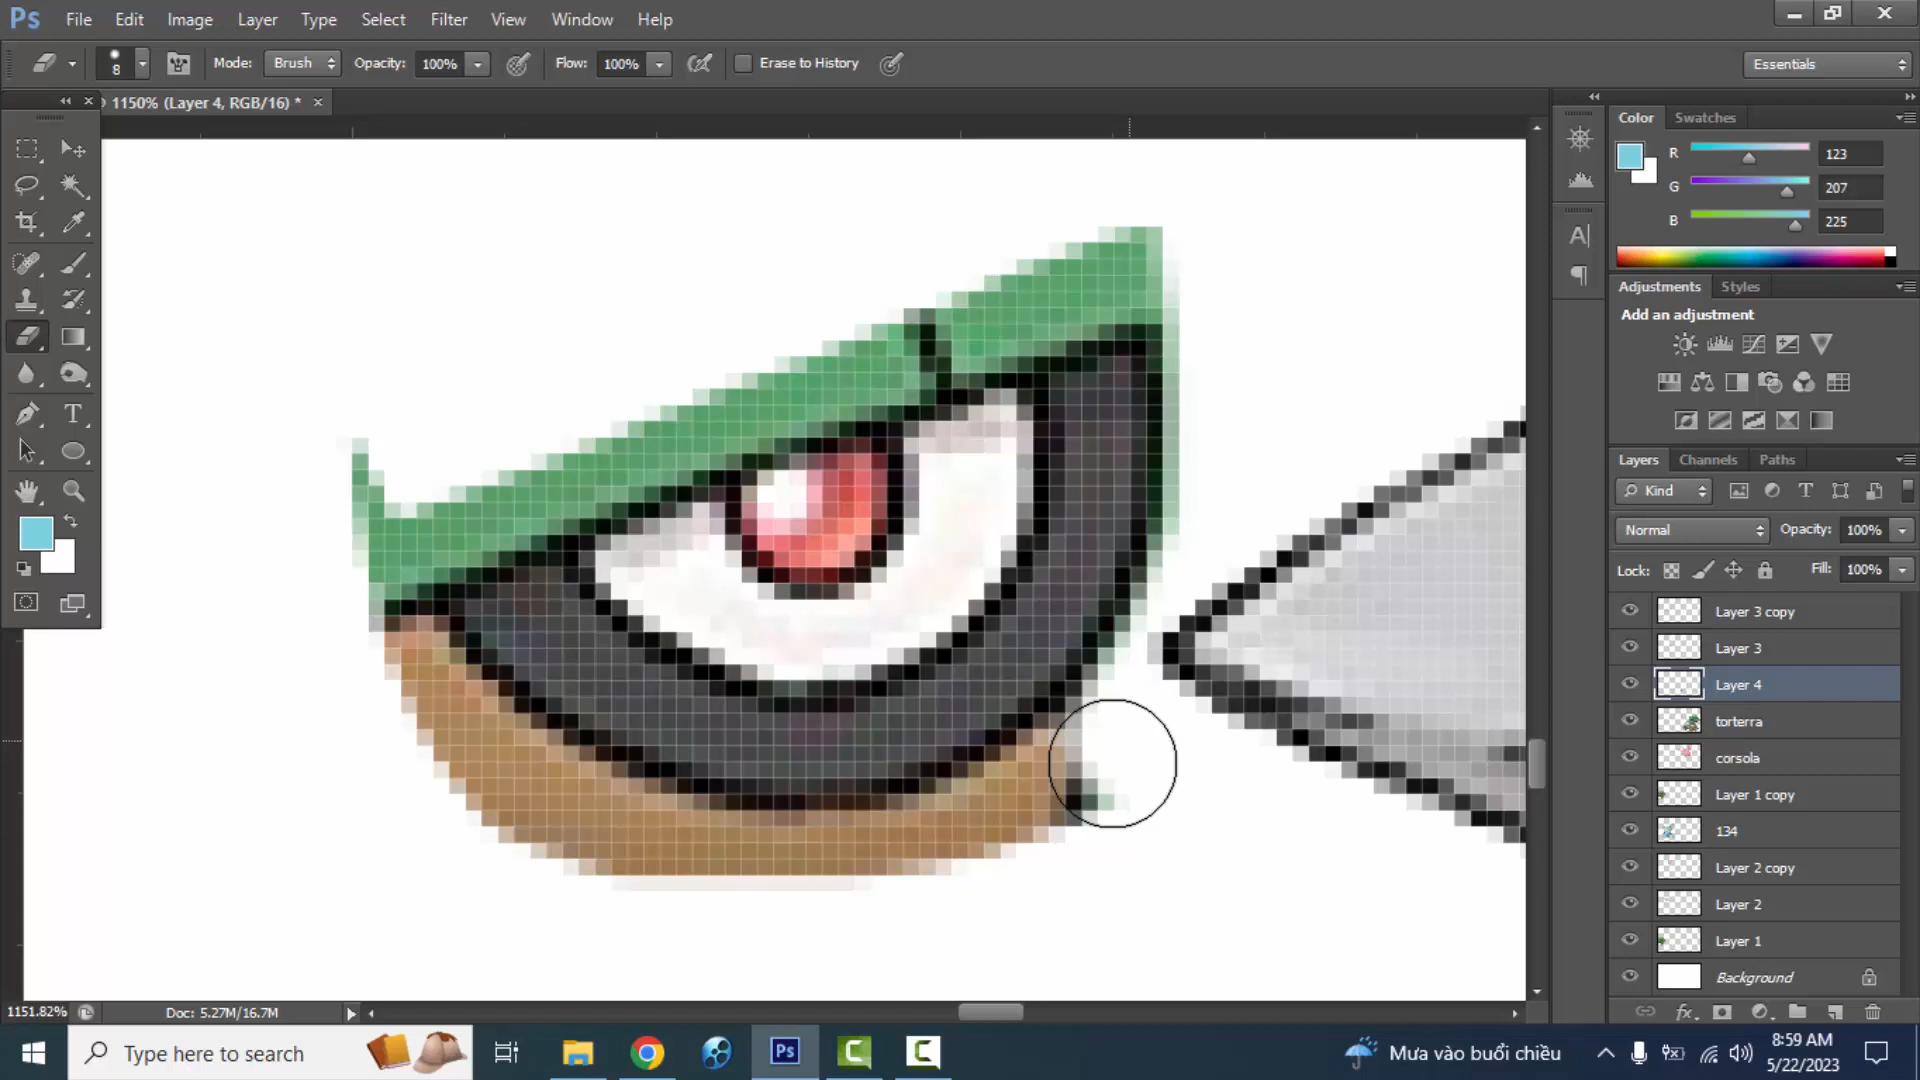 Ps File Edit Image Layer Type Select Filter View Window Help
8 Mode: Brush Opacity: 100% Flow: 100% Erase to History Essentials
1150% (Layer 4, RGB/16) * ×
Color Swatches
R 123
G 207
B 225
Adjustments Styles
Add an adjustment
Layers Channels Paths
Kind
Normal Opacity: 100%
Lock: Fill: 100%
Layer 3 copy
Layer 3
Layer 4
torterra
corsola
Layer 1 copy
134
Layer 2 copy
Layer 2
Layer 1
Background
1151.82% Doc: 5.27M/16.7M
Type here to search
Mưa vào buổi chiều
8:59 AM
5/22/2023